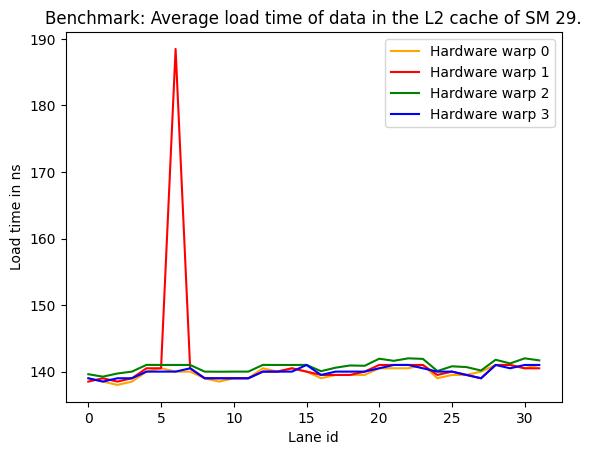 Benchmark: Average load time of data in the L2 cache of SM 29.
190
180
170
160
150
140
Load time in ns
Hardware warp 0
Hardware warp 1
Hardware warp 2
Hardware warp 3
0 5 10 15 20 25 30
Lane id